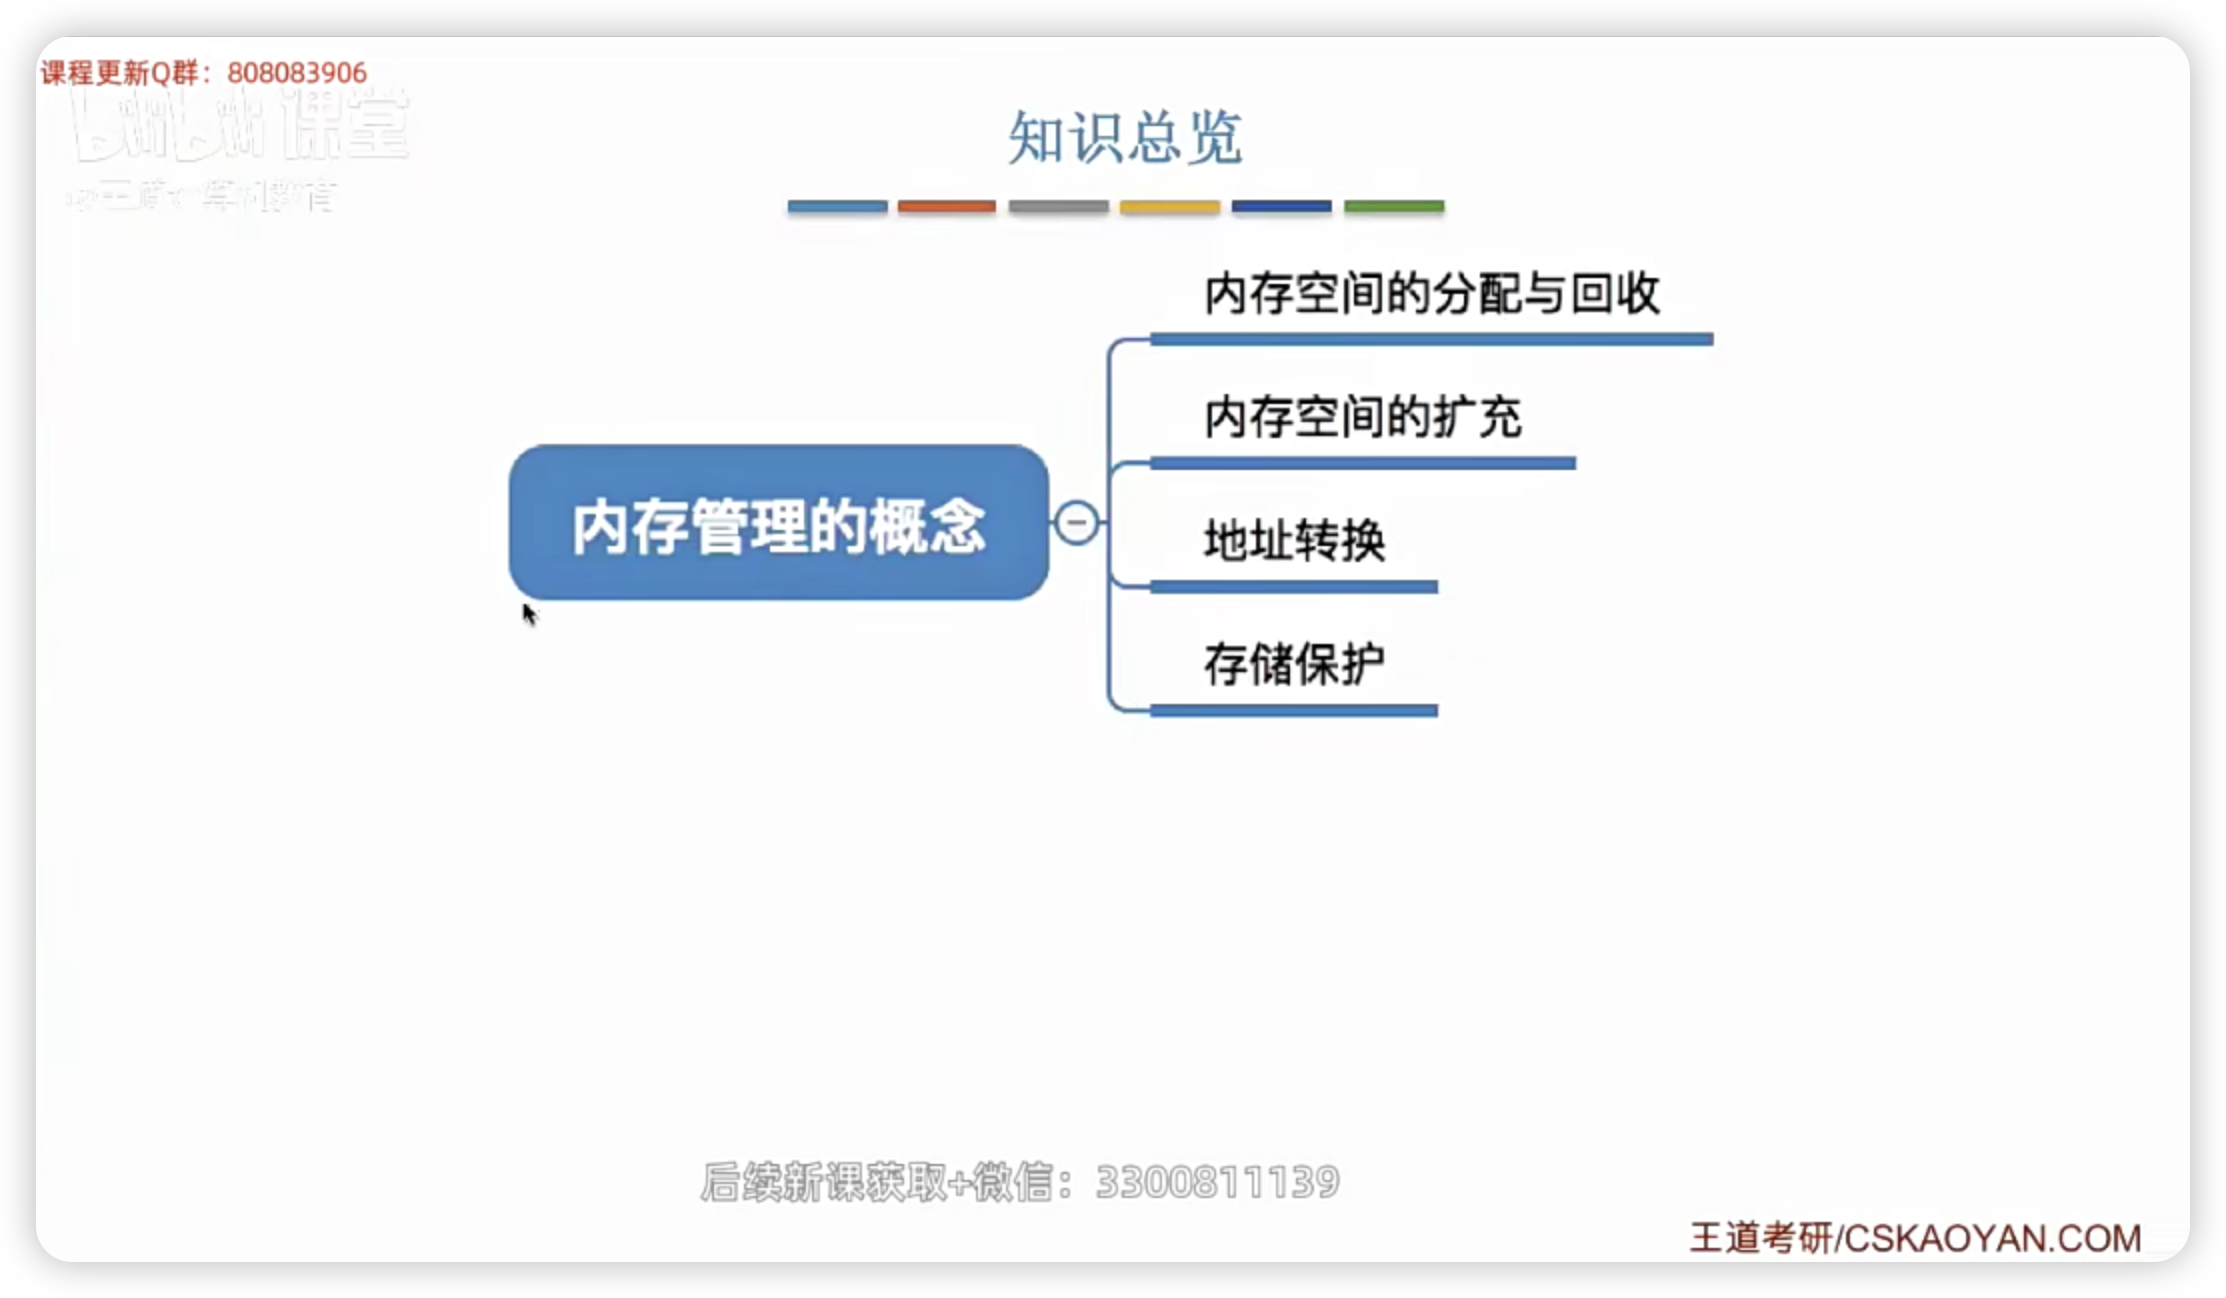 课程更新Q群：808083906
课堂
知识总览
内存空间的分配与回收
内存空间的扩充
内存管理的概念
地址转换
存储保护
后续新课获取+微信：3300811139
王道考研/CSKAOYAN.COM